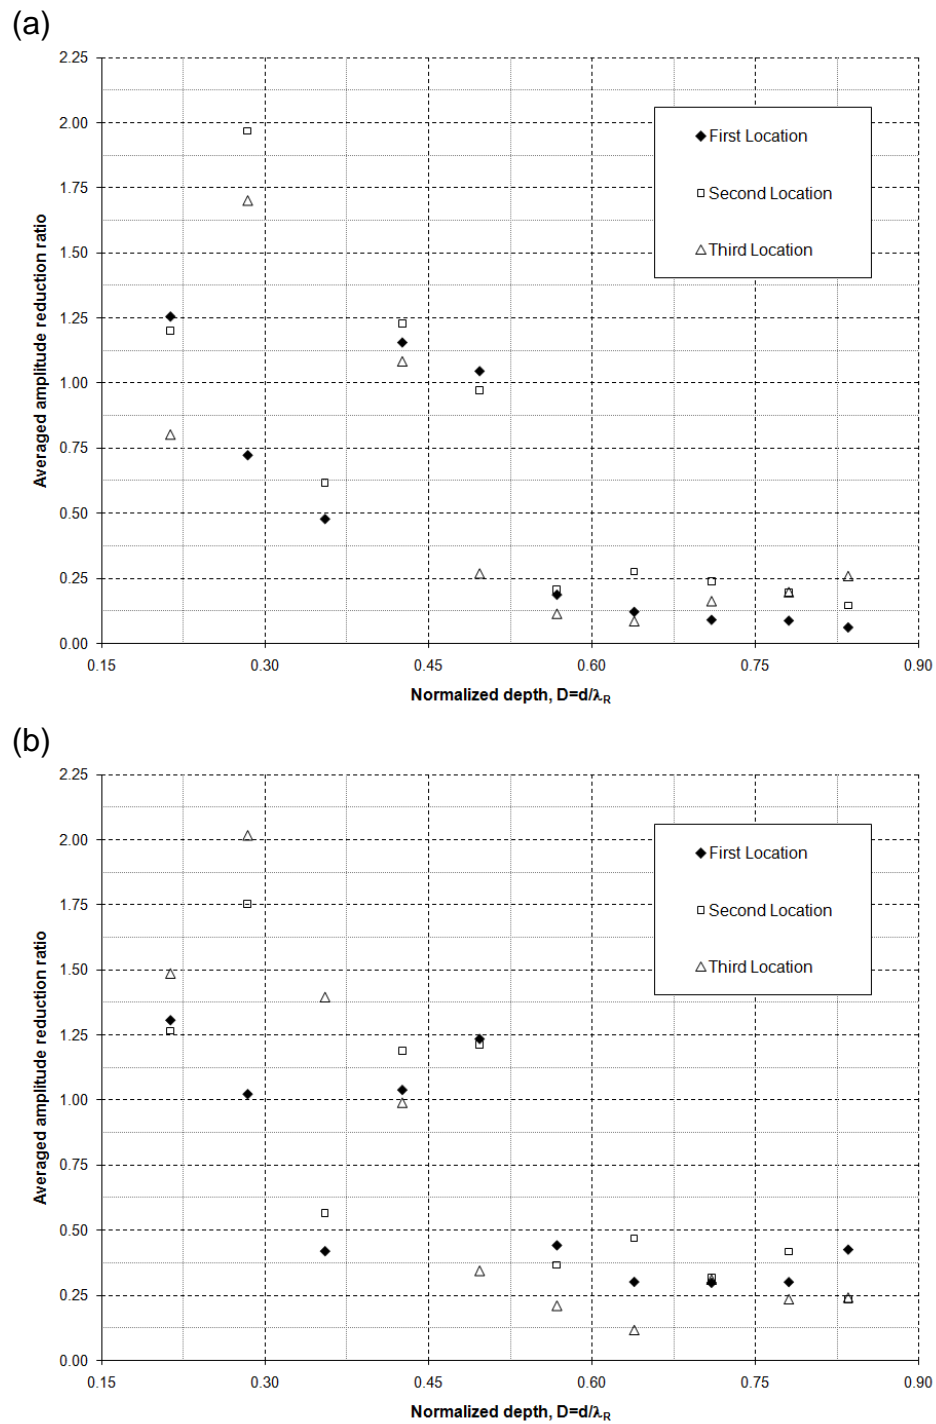 (a)
2.25
2.00
1.75
1.50
1.25
1.00
0.75
0.50
0.25
0.00
Averaged amplitude reduction ratio
First Location
Second Location
Third Location
0.15 0.30 0.45 0.60 0.75 0.90
Normalized depth, D=d/λR
(b)
2.25
2.00
1.75
1.50
1.25
1.00
0.75
0.50
0.25
0.00
Averaged amplitude reduction ratio
First Location
Second Location
Third Location
0.15 0.30 0.45 0.60 0.75 0.90
Normalized depth, D=d/λR